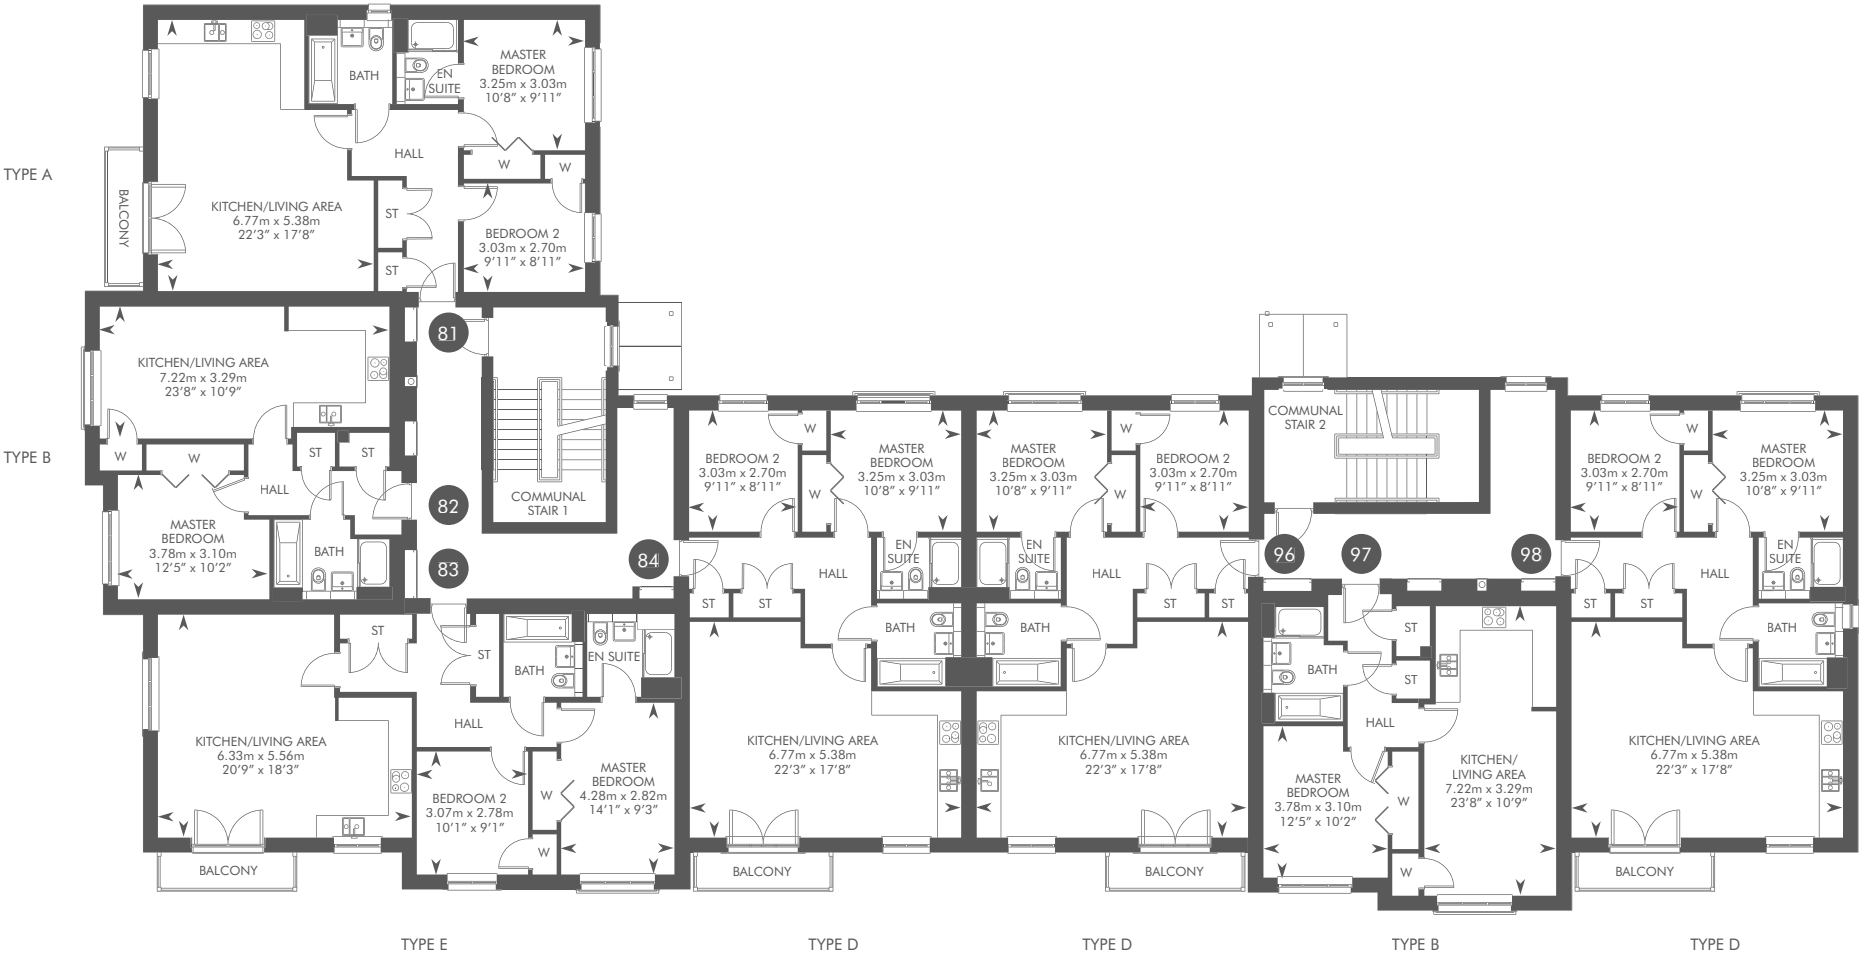 TYPE A
BALCONY
KITCHEN/LIVING AREA
6.77m x 5.38m
22'3" x 17'8"
BATH
EN
SUITE
MASTER
BEDROOM
3.25m x 3.03m
10'8" x 9'11"
HALL
W
W
ST
ST
BEDROOM 2
3.03m x 2.70m
9'11" x 8'11"
81
TYPE B
KITCHEN/LIVING AREA
7.22m x 3.29m
23'8" x 10'9"
W
W
ST
ST
HALL
MASTER
BEDROOM
3.78m x 3.10m
12'5" x 10'2"
BATH
82
83
COMMUNAL
STAIR 1
84
ST
ST
KITCHEN/LIVING AREA
6.33m x 5.56m
20'9" x 18'3"
BALCONY
HALL
BATH
EN SUITE
BEDROOM 2
3.07m x 2.78m
10'1" x 9'1"
W
W
MASTER
BEDROOM
4.28m x 2.82m
14'1" x 9'3"
TYPE E
BEDROOM 2
3.03m x 2.70m
9'11" x 8'11"
W
W
MASTER
BEDROOM
3.25m x 3.03m
10'8" x 9'11"
EN
SUITE
HALL
ST
ST
BATH
KITCHEN/LIVING AREA
6.77m x 5.38m
22'3" x 17'8"
BALCONY
TYPE D
MASTER
BEDROOM
3.25m x 3.03m
10'8" x 9'11"
W
W
BEDROOM 2
3.03m x 2.70m
9'11" x 8'11"
EN
SUITE
HALL
ST
ST
BATH
KITCHEN/LIVING AREA
6.77m x 5.38m
22'3" x 17'8"
BALCONY
TYPE D
COMMUNAL
STAIR 2
96
97
98
BATH
ST
ST
HALL
MASTER
BEDROOM
3.78m x 3.10m
12'5" x 10'2"
W
W
KITCHEN/
LIVING AREA
7.22m x 3.29m
23'8" x 10'9"
TYPE B
BEDROOM 2
3.03m x 2.70m
9'11" x 8'11"
W
W
MASTER
BEDROOM
3.25m x 3.03m
10'8" x 9'11"
EN
SUITE
HALL
ST
ST
BATH
KITCHEN/LIVING AREA
6.77m x 5.38m
22'3" x 17'8"
BALCONY
TYPE D